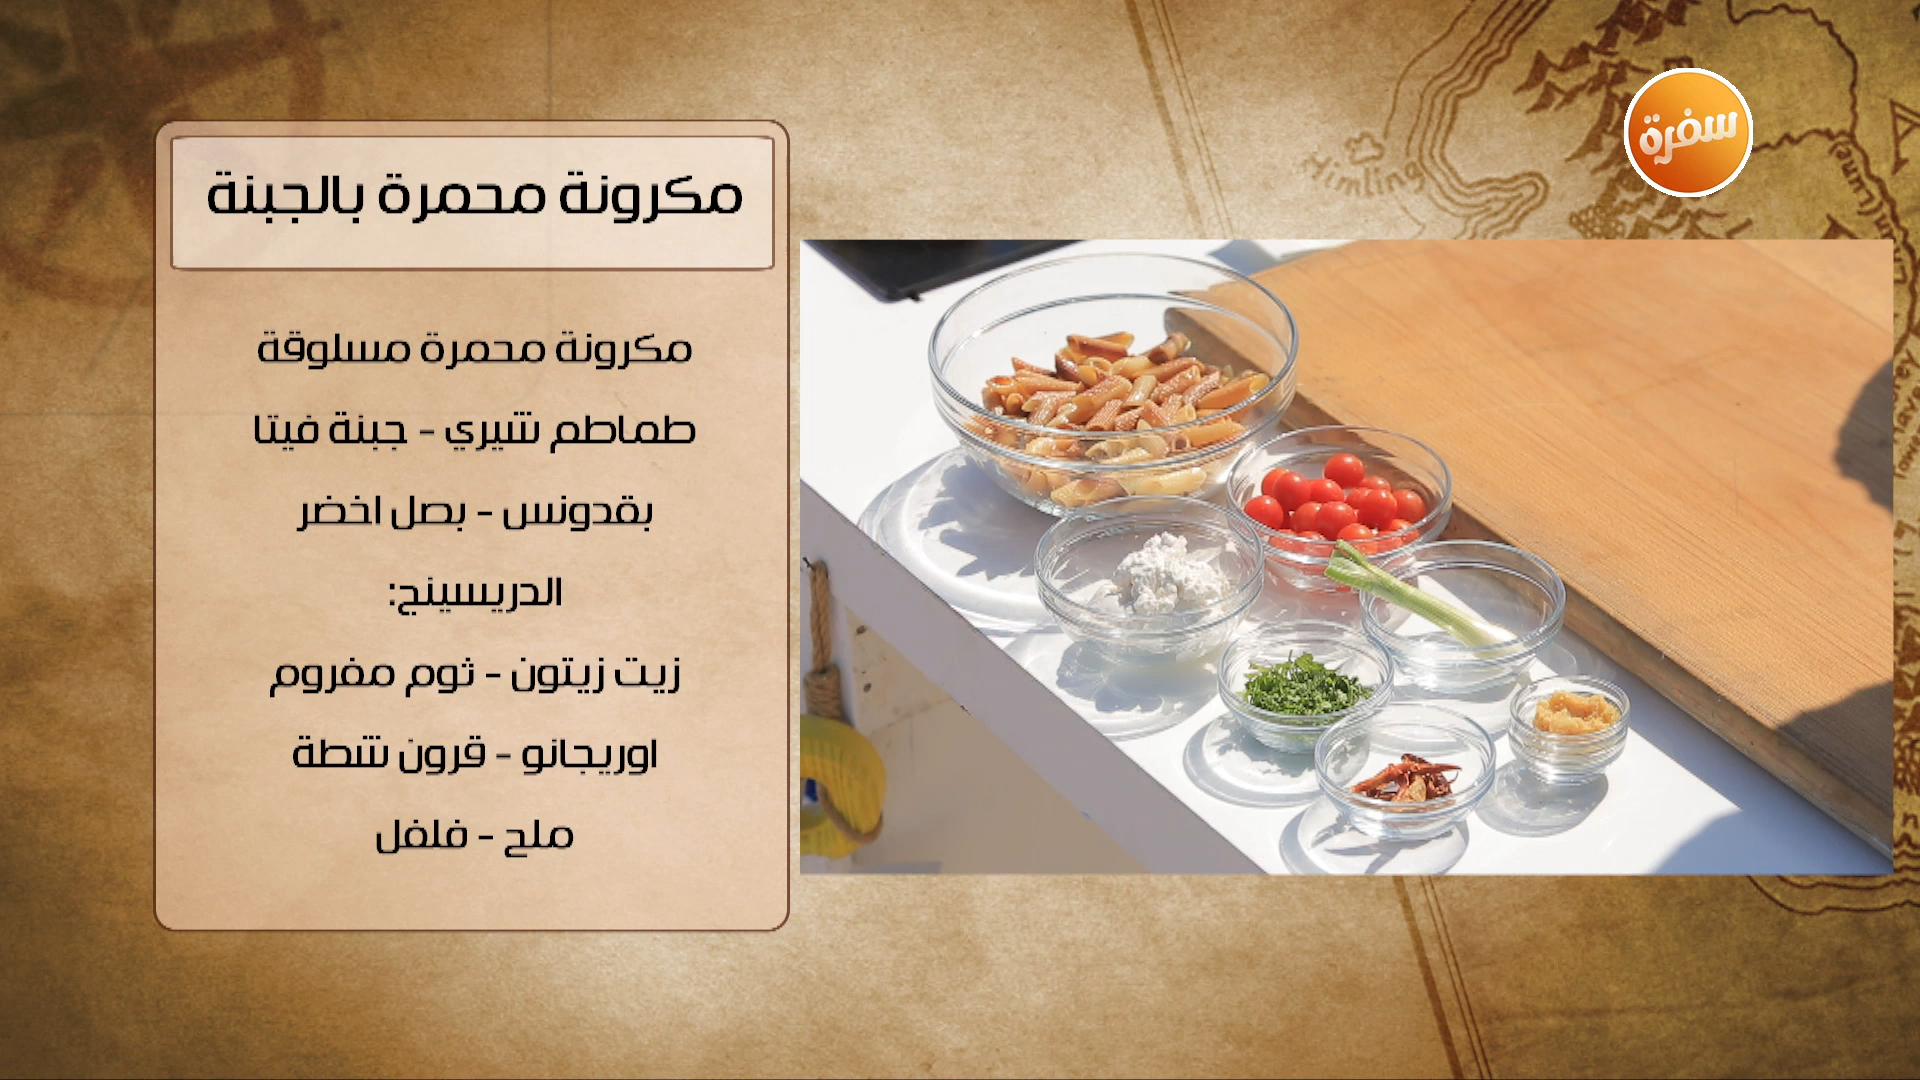 سفرة
مكرونة محمرة بالجبنة
مكرونة محمرة مسلوقة
طماطم شيري - جبنة فيتا
بقدونس - بصل اخضر
الدريسينج:
زيت زيتون - ثوم مفروم
اوريجانو - قرون شطة
ملح - فلفل
Himling